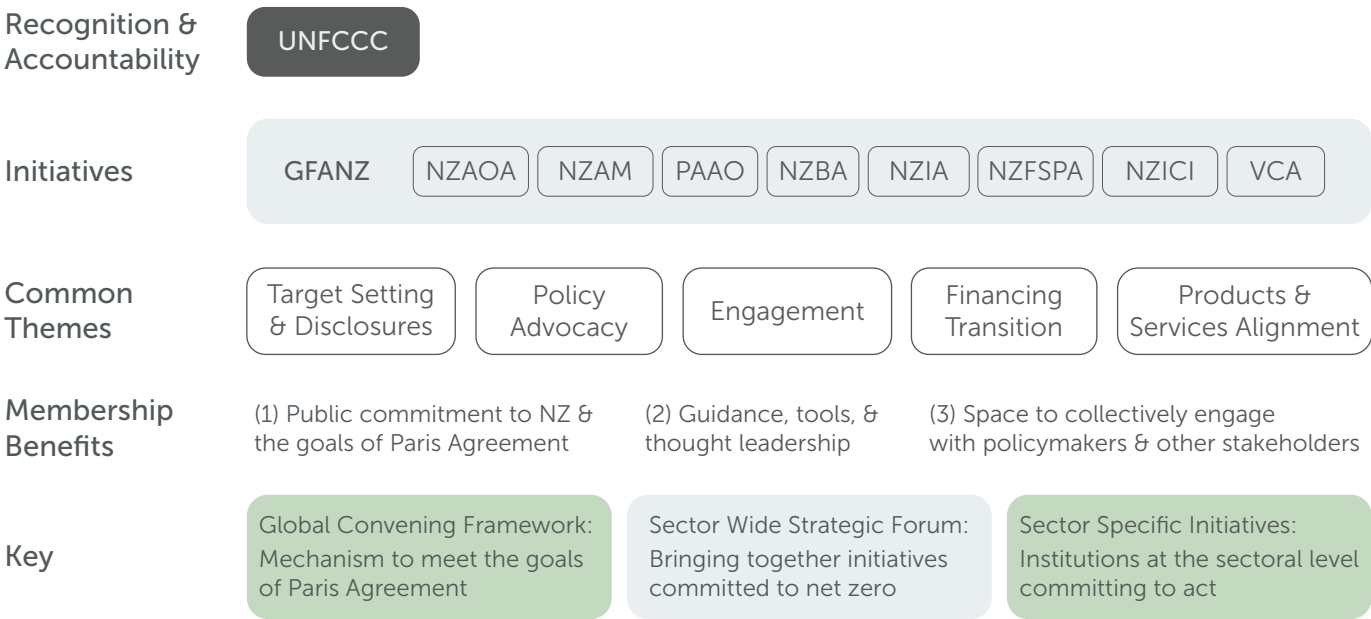 Recognition &
Accountability
UNFCCC
Initiatives
GFANZ
NZAOA
NZAM
PAAO
NZBA
NZIA
NZFSPA
NZICI
VCA
Common
Themes
Target Setting
& Disclosures
Policy
Advocacy
Engagement
Financing
Transition
Products &
Services Alignment
Membership
Benefits
(1) Public commitment to NZ &
the goals of Paris Agreement
(2) Guidance, tools, &
thought leadership
(3) Space to collectively engage
with policymakers & other stakeholders
Key
Global Convening Framework:
Mechanism to meet the goals
of Paris Agreement
Sector Wide Strategic Forum:
Bringing together initiatives
committed to net zero
Sector Specific Initiatives:
Institutions at the sectoral level
committing to act